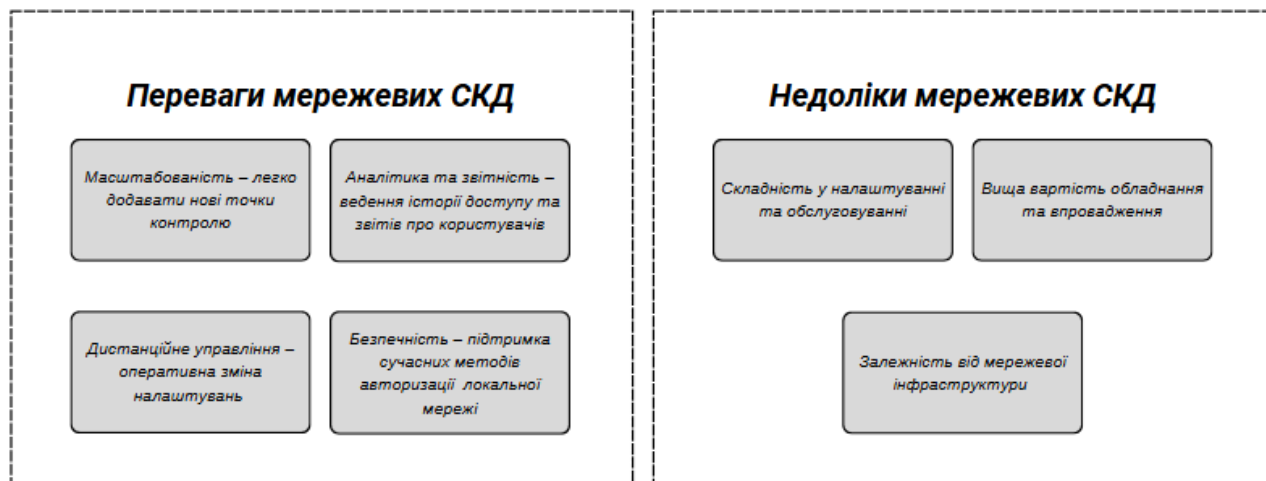 Переваги мережевих СКД
Масштабованість – легко
додавати нові точки
контролю
Аналітика та звітність –
ведення історії доступу та
звітів про користувачів
Дистанційне управління –
оперативна зміна
налаштувань
Безпечність – підтримка
сучасних методів
авторизації локальної
мережі
Недоліки мережевих СКД
Складність у налаштуванні
та обслуговуванні
Вища вартість обладнання
та впровадження
Залежність від мережевої
інфраструктури